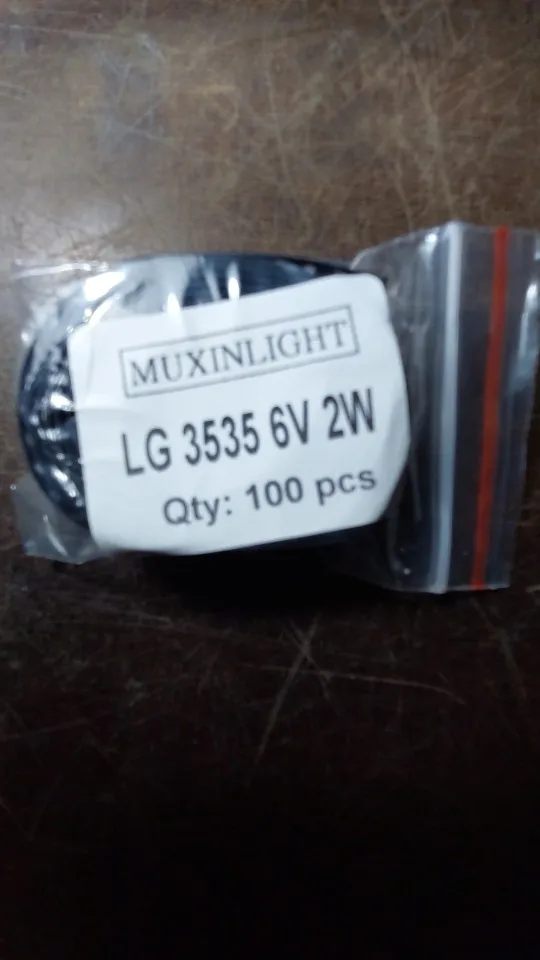 MUXINLIGHT
LG 3535 6V 2W
Qty: 100 pcs